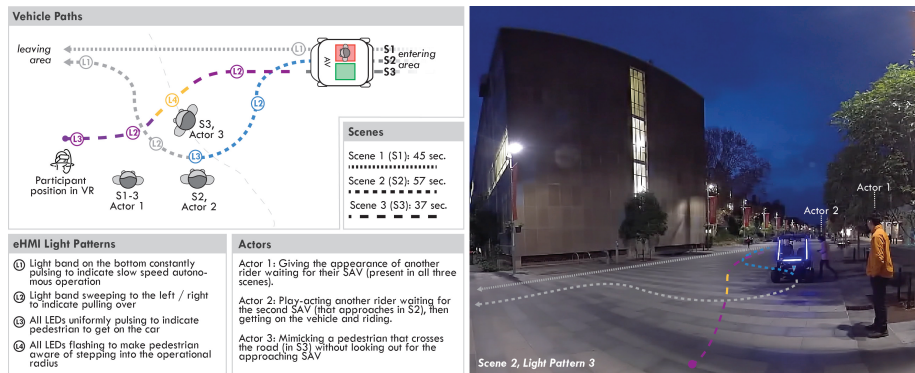 Vehicle Paths
leaving
area
L1
L1
S1
S2
S3
entering
area
AV
L2
L4
L2
S3,
Actor 3
L3
L2
L2
L3
Participant
position in VR
S1-3
Actor 1
S2,
Actor 2
Scenes
Scene 1 (S1): 45 sec.
Scene 2 (S2): 57 sec.
Scene 3 (S3): 37 sec.
eHMI Light Patterns
L1 Light band on the bottom constantly
pulsing to indicate slow speed autono-
mous operation
L2 Light band sweeping to the left / right
to indicate pulling over
L3 All LEDs uniformly pulsing to indicate
pedestrian to get on the car
L4 All LEDs flashing to make pedestrian
aware of stepping into the operational
radius
Actors
Actor 1: Giving the appearance of another
rider waiting for their SAV (present in all three
scenes).
Actor 2: Play-acting another rider waiting for
the second SAV (that approaches in S2), then
getting on the vehicle and riding.
Actor 3: Mimicking a pedestrian that crosses
the road (in S3) without looking out for the
approaching SAV
Actor 1
Actor 2
Scene 2, Light Pattern 3